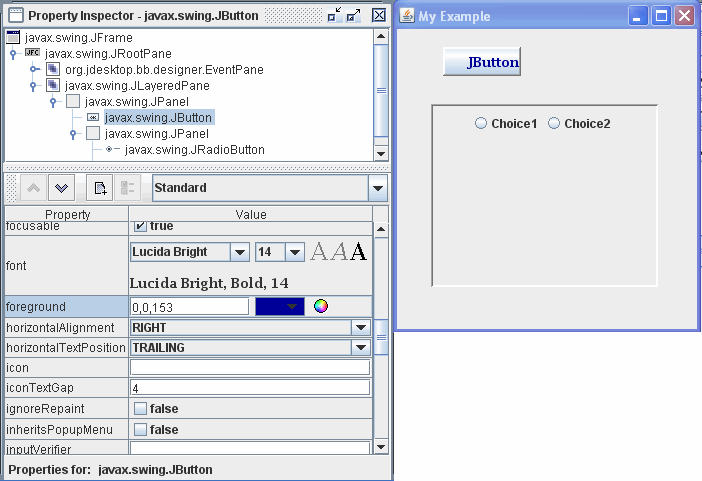 Property Inspector - javax.swing.JButton
javax.swing.JFrame
JFC javax.swing.JRootPane
org.jdesktop.bb.designer.EventPane
javax.swing.JLayeredPane
javax.swing.JPanel
javax.swing.JButton
javax.swing.JPanel
javax.swing.JRadioButton
Standard
Property Value
focusable true
font Lucida Bright 14 A A A
Lucida Bright, Bold, 14
foreground 0,0,153
horizontalAlignment RIGHT
horizontalTextPosition TRAILING
icon
iconTextGap 4
ignoreRepaint false
inheritsPopupMenu false
inputVerifier
Properties for: javax.swing.JButton
My Example
JButton
Choice1 Choice2